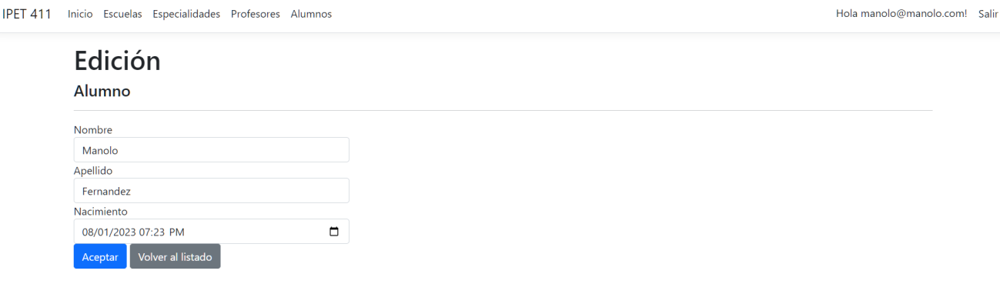 IPET 411 Inicio Escuelas Especialidades Profesores Alumnos Hola manolo@manolo.com! Salir
Edición
Alumno
Nombre
Manolo
Apellido
Fernandez
Nacimiento
08/01/2023 07:23 PM
Aceptar Volver al listado